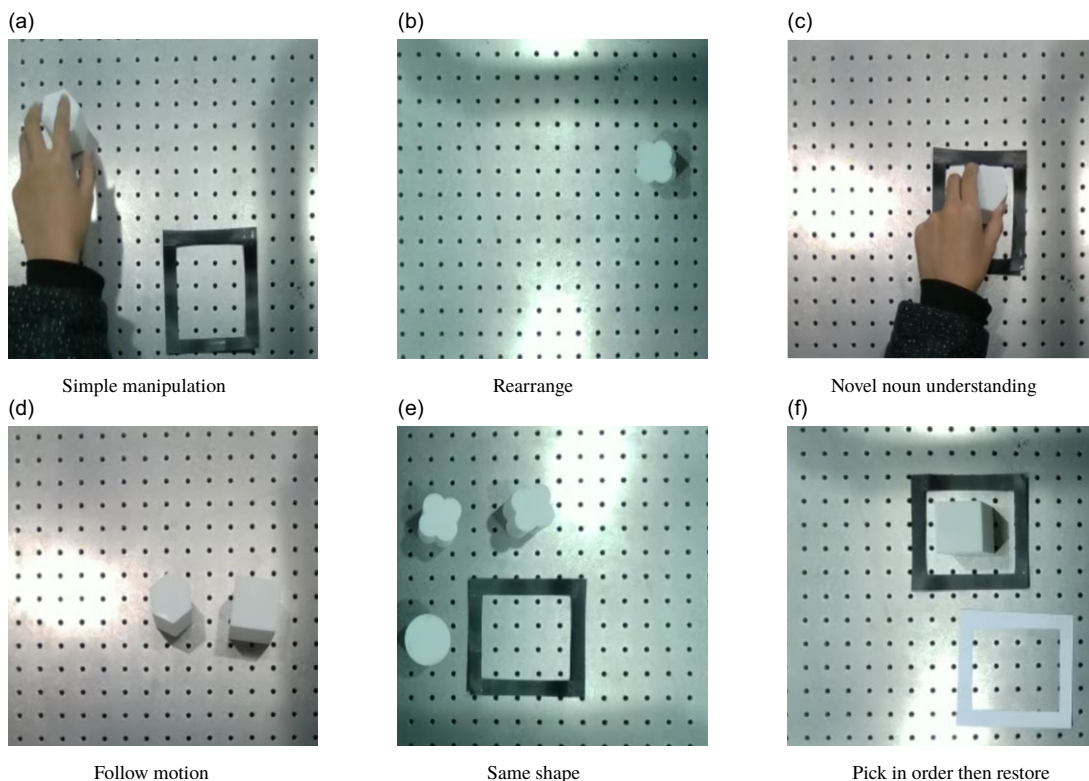 (a)
(b)
(c)
Simple manipulation
Rearrange
Novel noun understanding
(d)
(e)
(f)
Follow motion
Same shape
Pick in order then restore